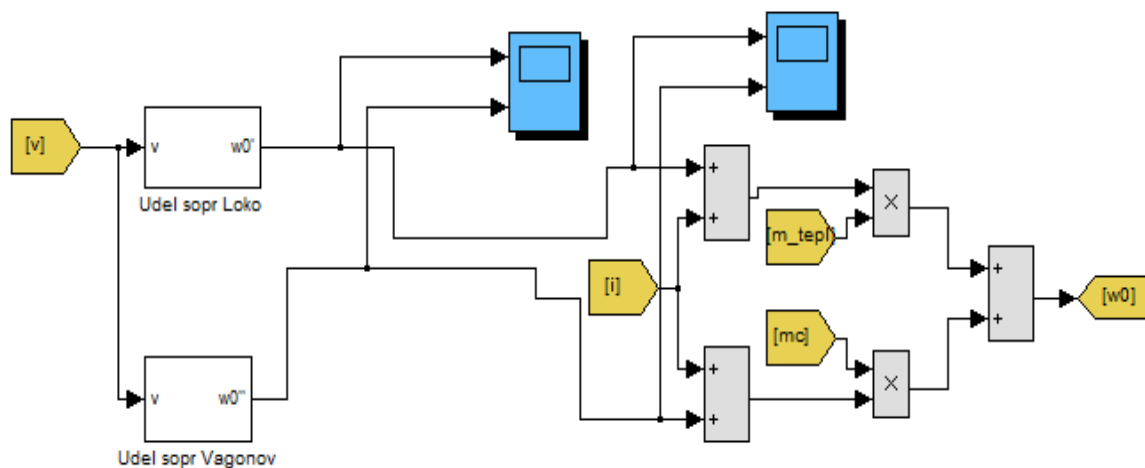 [v]
v
w0'
Udel sopr Loko
v
w0''
Udel sopr Vagonov
[i]
+
+
+
+
[m_tepl]
×
[mc]
×
+
+
[w0]